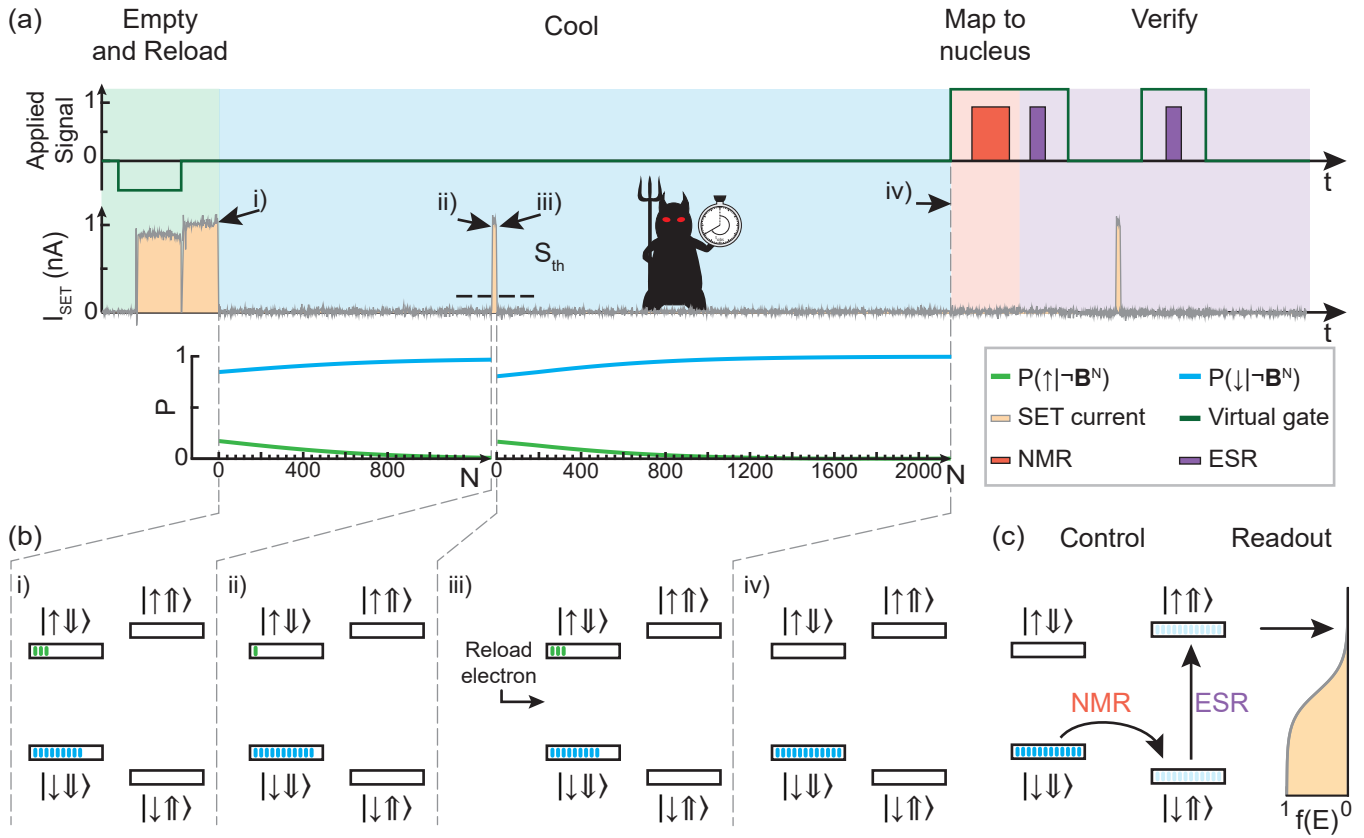 (a)
Empty
and Reload
Cool
Map to
nucleus
Verify
Applied
Signal
1
0
t
i)
ii)
iii)
iv)
S_th
I_SET (nA)
1
0
t
P
1
0
0 400 800 N
0 400 800 1200 1600 2000 N
P(↑|¬B^N)
P(↓|¬B^N)
SET current
Virtual gate
NMR
ESR
(b)
i)
|↑⇓⟩
|↑⇑⟩
|↓⇓⟩
|↓⇑⟩
ii)
|↑⇓⟩
|↑⇑⟩
|↓⇓⟩
|↓⇑⟩
iii)
Reload
electron
|↑⇓⟩
|↑⇑⟩
|↓⇓⟩
|↓⇑⟩
iv)
|↑⇓⟩
|↑⇑⟩
|↓⇓⟩
|↓⇑⟩
(c)
Control
Readout
|↑⇓⟩
|↑⇑⟩
NMR
ESR
|↓⇓⟩
|↓⇑⟩
1 f(E) 0